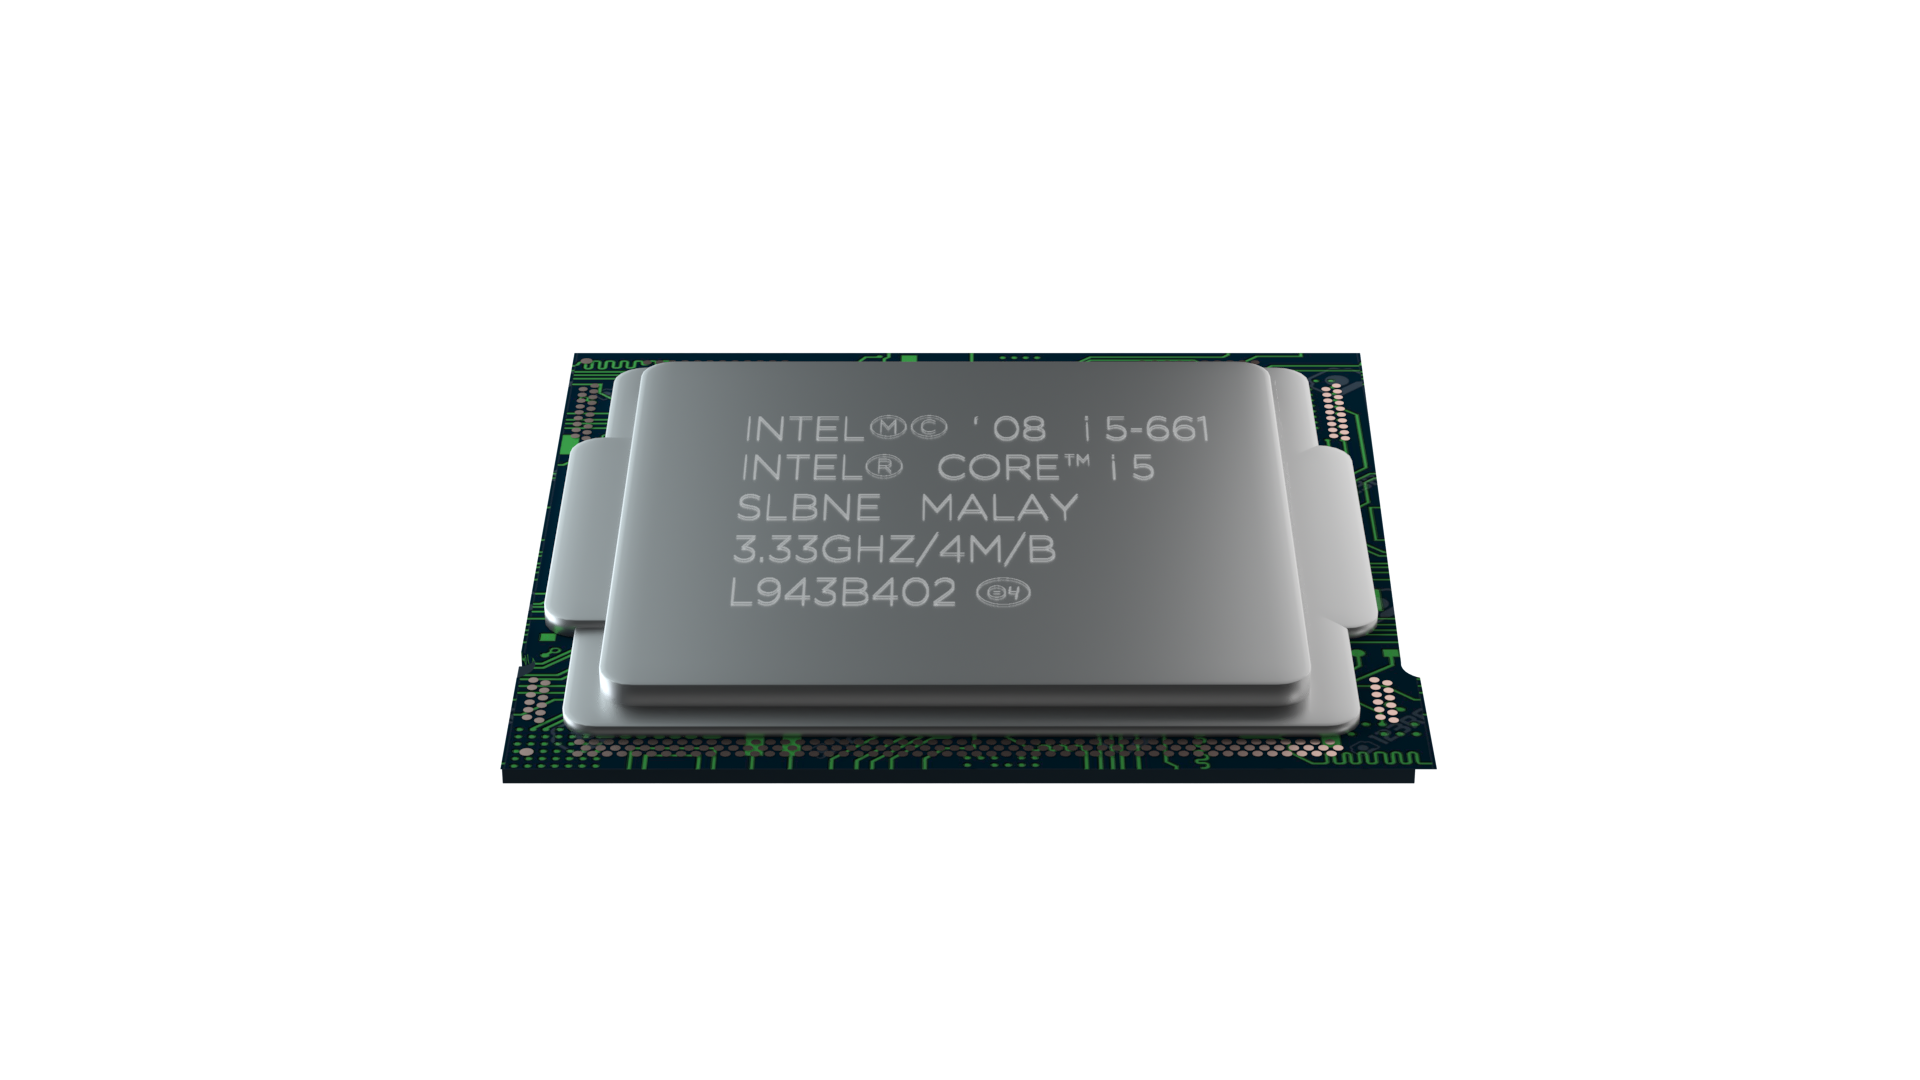 INTEL Ⓜ Ⓒ '08 i5-661
INTEL® CORE™ i5
SLBNE MALAY
3.33GHZ/4M/B
L943B402 ⓔ4